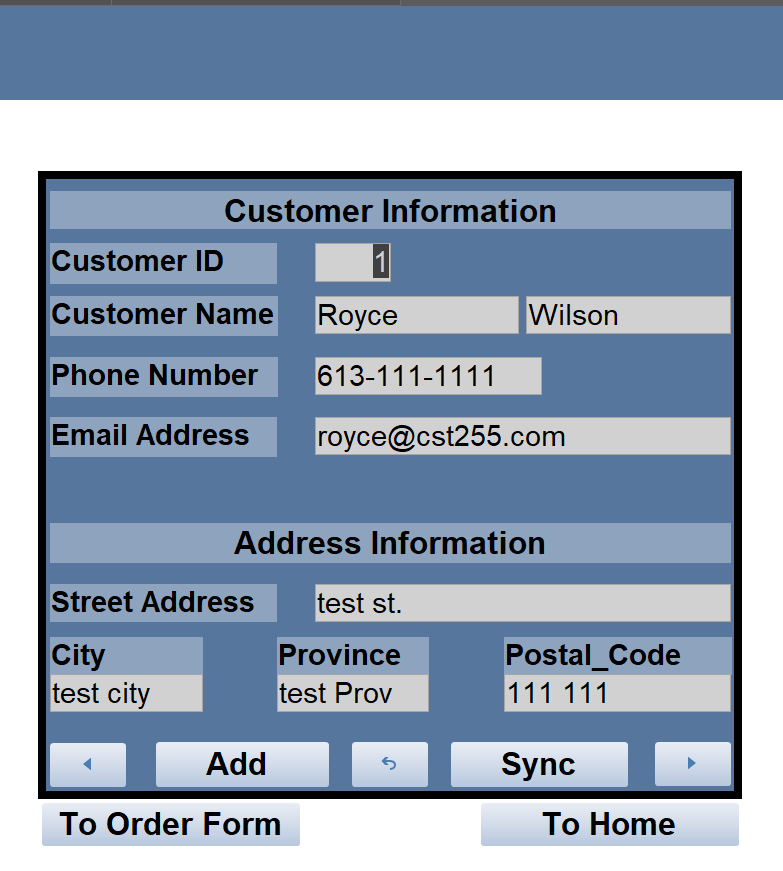 Customer Information
Customer ID 1
Customer Name Royce Wilson
Phone Number 613-111-1111
Email Address royce@cst255.com
Address Information
Street Address test st.
City Province Postal_Code
test city test Prov 111 111
Add Sync
To Order Form To Home